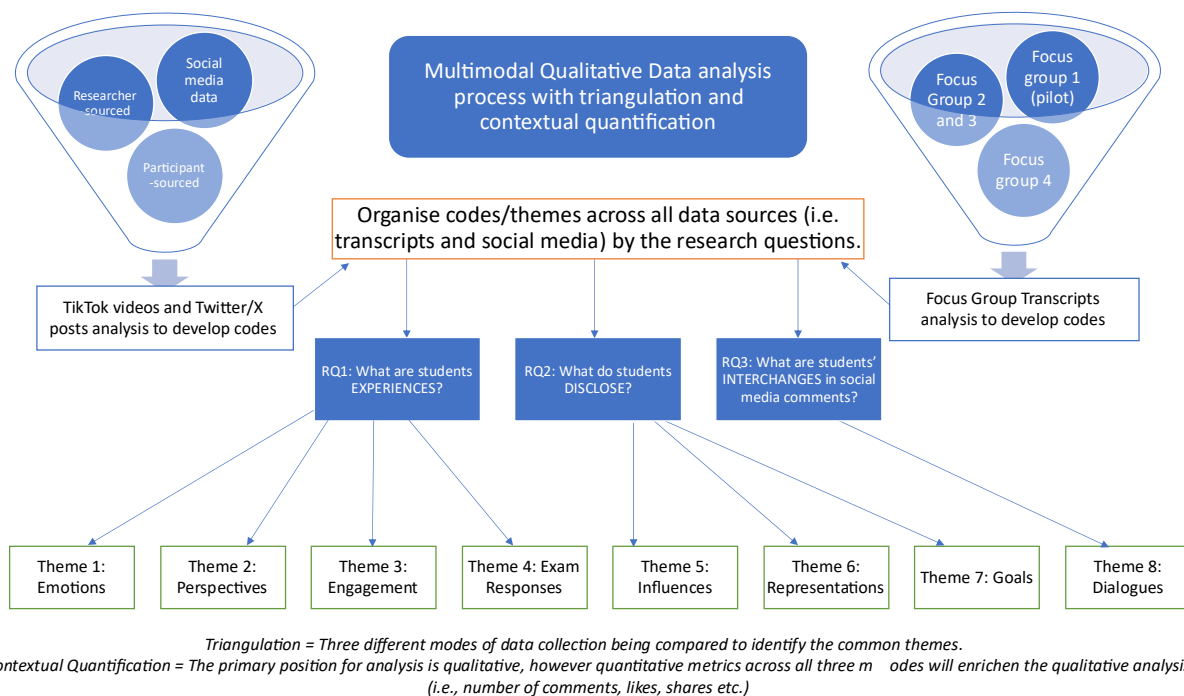 Social
media
data
Researcher
-sourced
Participant
-sourced
Multimodal Qualitative Data analysis
process with triangulation and
contextual quantification
Focus
group 1
(pilot)
Focus
Group 2
and 3
Focus
group 4
Organise codes/themes across all data sources (i.e.
transcripts and social media) by the research questions.
TikTok videos and Twitter/X
posts analysis to develop codes
Focus Group Transcripts
analysis to develop codes
RQ1: What are students
EXPERIENCES?
RQ2: What do students
DISCLOSE?
RQ3: What are students’
INTERCHANGES in social
media comments?
Theme 1:
Emotions
Theme 2:
Perspectives
Theme 3:
Engagement
Theme 4: Exam
Responses
Theme 5:
Influences
Theme 6:
Representations
Theme 7: Goals
Theme 8:
Dialogues
Triangulation = Three different modes of data collection being compared to identify the common themes.
ontextual Quantification = The primary position for analysis is qualitative, however quantitative metrics across all three m odes will enrichen the qualitative analysis
(i.e., number of comments, likes, shares etc.)